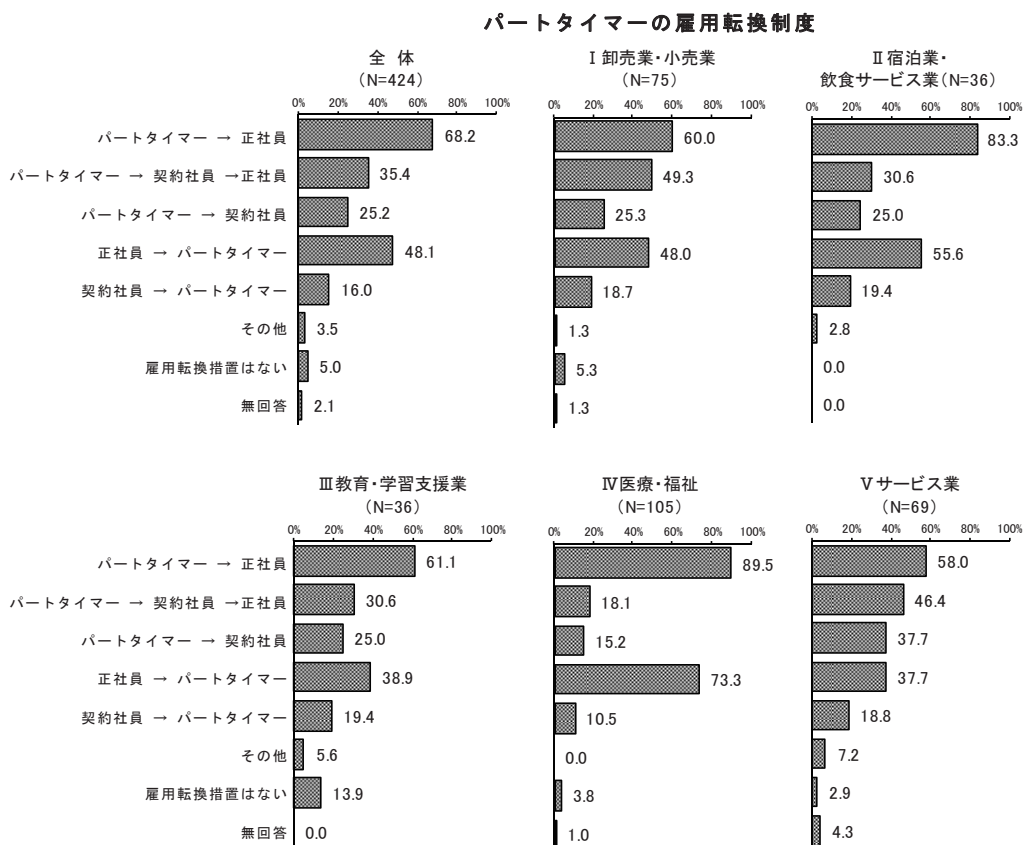 パートタイマーの雇用転換制度
全 体
(N=424)
Ⅰ卸売業・小売業
(N=75)
Ⅱ宿泊業・
飲食サービス業(N=36)
0% 20% 40% 60% 80% 100%
0% 20% 40% 60% 80% 100%
0% 20% 40% 60% 80% 100%
パートタイマー → 正社員 68.2 60.0 83.3
パートタイマー → 契約社員 →正社員 35.4 49.3 30.6
パートタイマー → 契約社員 25.2 25.3 25.0
正社員 → パートタイマー 48.1 48.0 55.6
契約社員 → パートタイマー 16.0 18.7 19.4
その他 3.5 1.3 2.8
雇用転換措置はない 5.0 5.3 0.0
無回答 2.1 1.3 0.0
Ⅲ教育・学習支援業
(N=36)
Ⅳ医療・福祉
(N=105)
Ⅴサービス業
(N=69)
0% 20% 40% 60% 80% 100%
0% 20% 40% 60% 80% 100%
0% 20% 40% 60% 80% 100%
パートタイマー → 正社員 61.1 89.5 58.0
パートタイマー → 契約社員 →正社員 30.6 18.1 46.4
パートタイマー → 契約社員 25.0 15.2 37.7
正社員 → パートタイマー 38.9 73.3 37.7
契約社員 → パートタイマー 19.4 10.5 18.8
その他 5.6 0.0 7.2
雇用転換措置はない 13.9 3.8 2.9
無回答 0.0 1.0 4.3